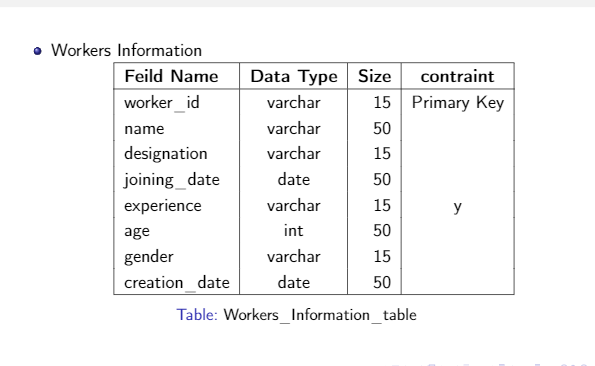 Workers Information
Feild Name Data Type Size contraint
worker_id varchar 15 Primary Key
name varchar 50
designation varchar 15
joining_date date 50
experience varchar 15 y
age int 50
gender varchar 15
creation_date date 50
Table: Workers_Information_table